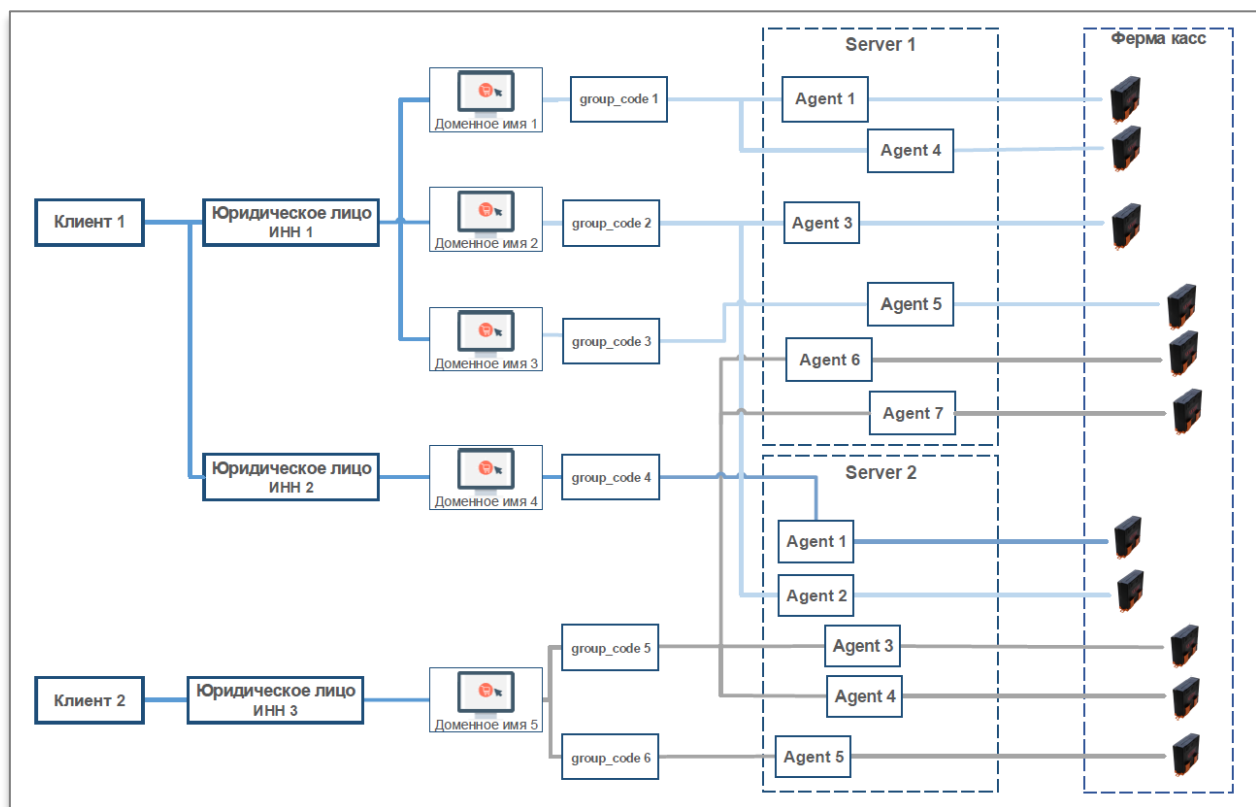 Server 1
Ферма касс
Доменное имя 1
group_code 1
Agent 1
Agent 4
Клиент 1
Юридическое лицо
ИНН 1
Доменное имя 2
group_code 2
Agent 3
Доменное имя 3
group_code 3
Agent 5
Agent 6
Agent 7
Юридическое лицо
ИНН 2
Доменное имя 4
group_code 4
Server 2
Agent 1
Agent 2
group_code 5
Agent 3
Клиент 2
Юридическое лицо
ИНН 3
Доменное имя 5
Agent 4
group_code 6
Agent 5